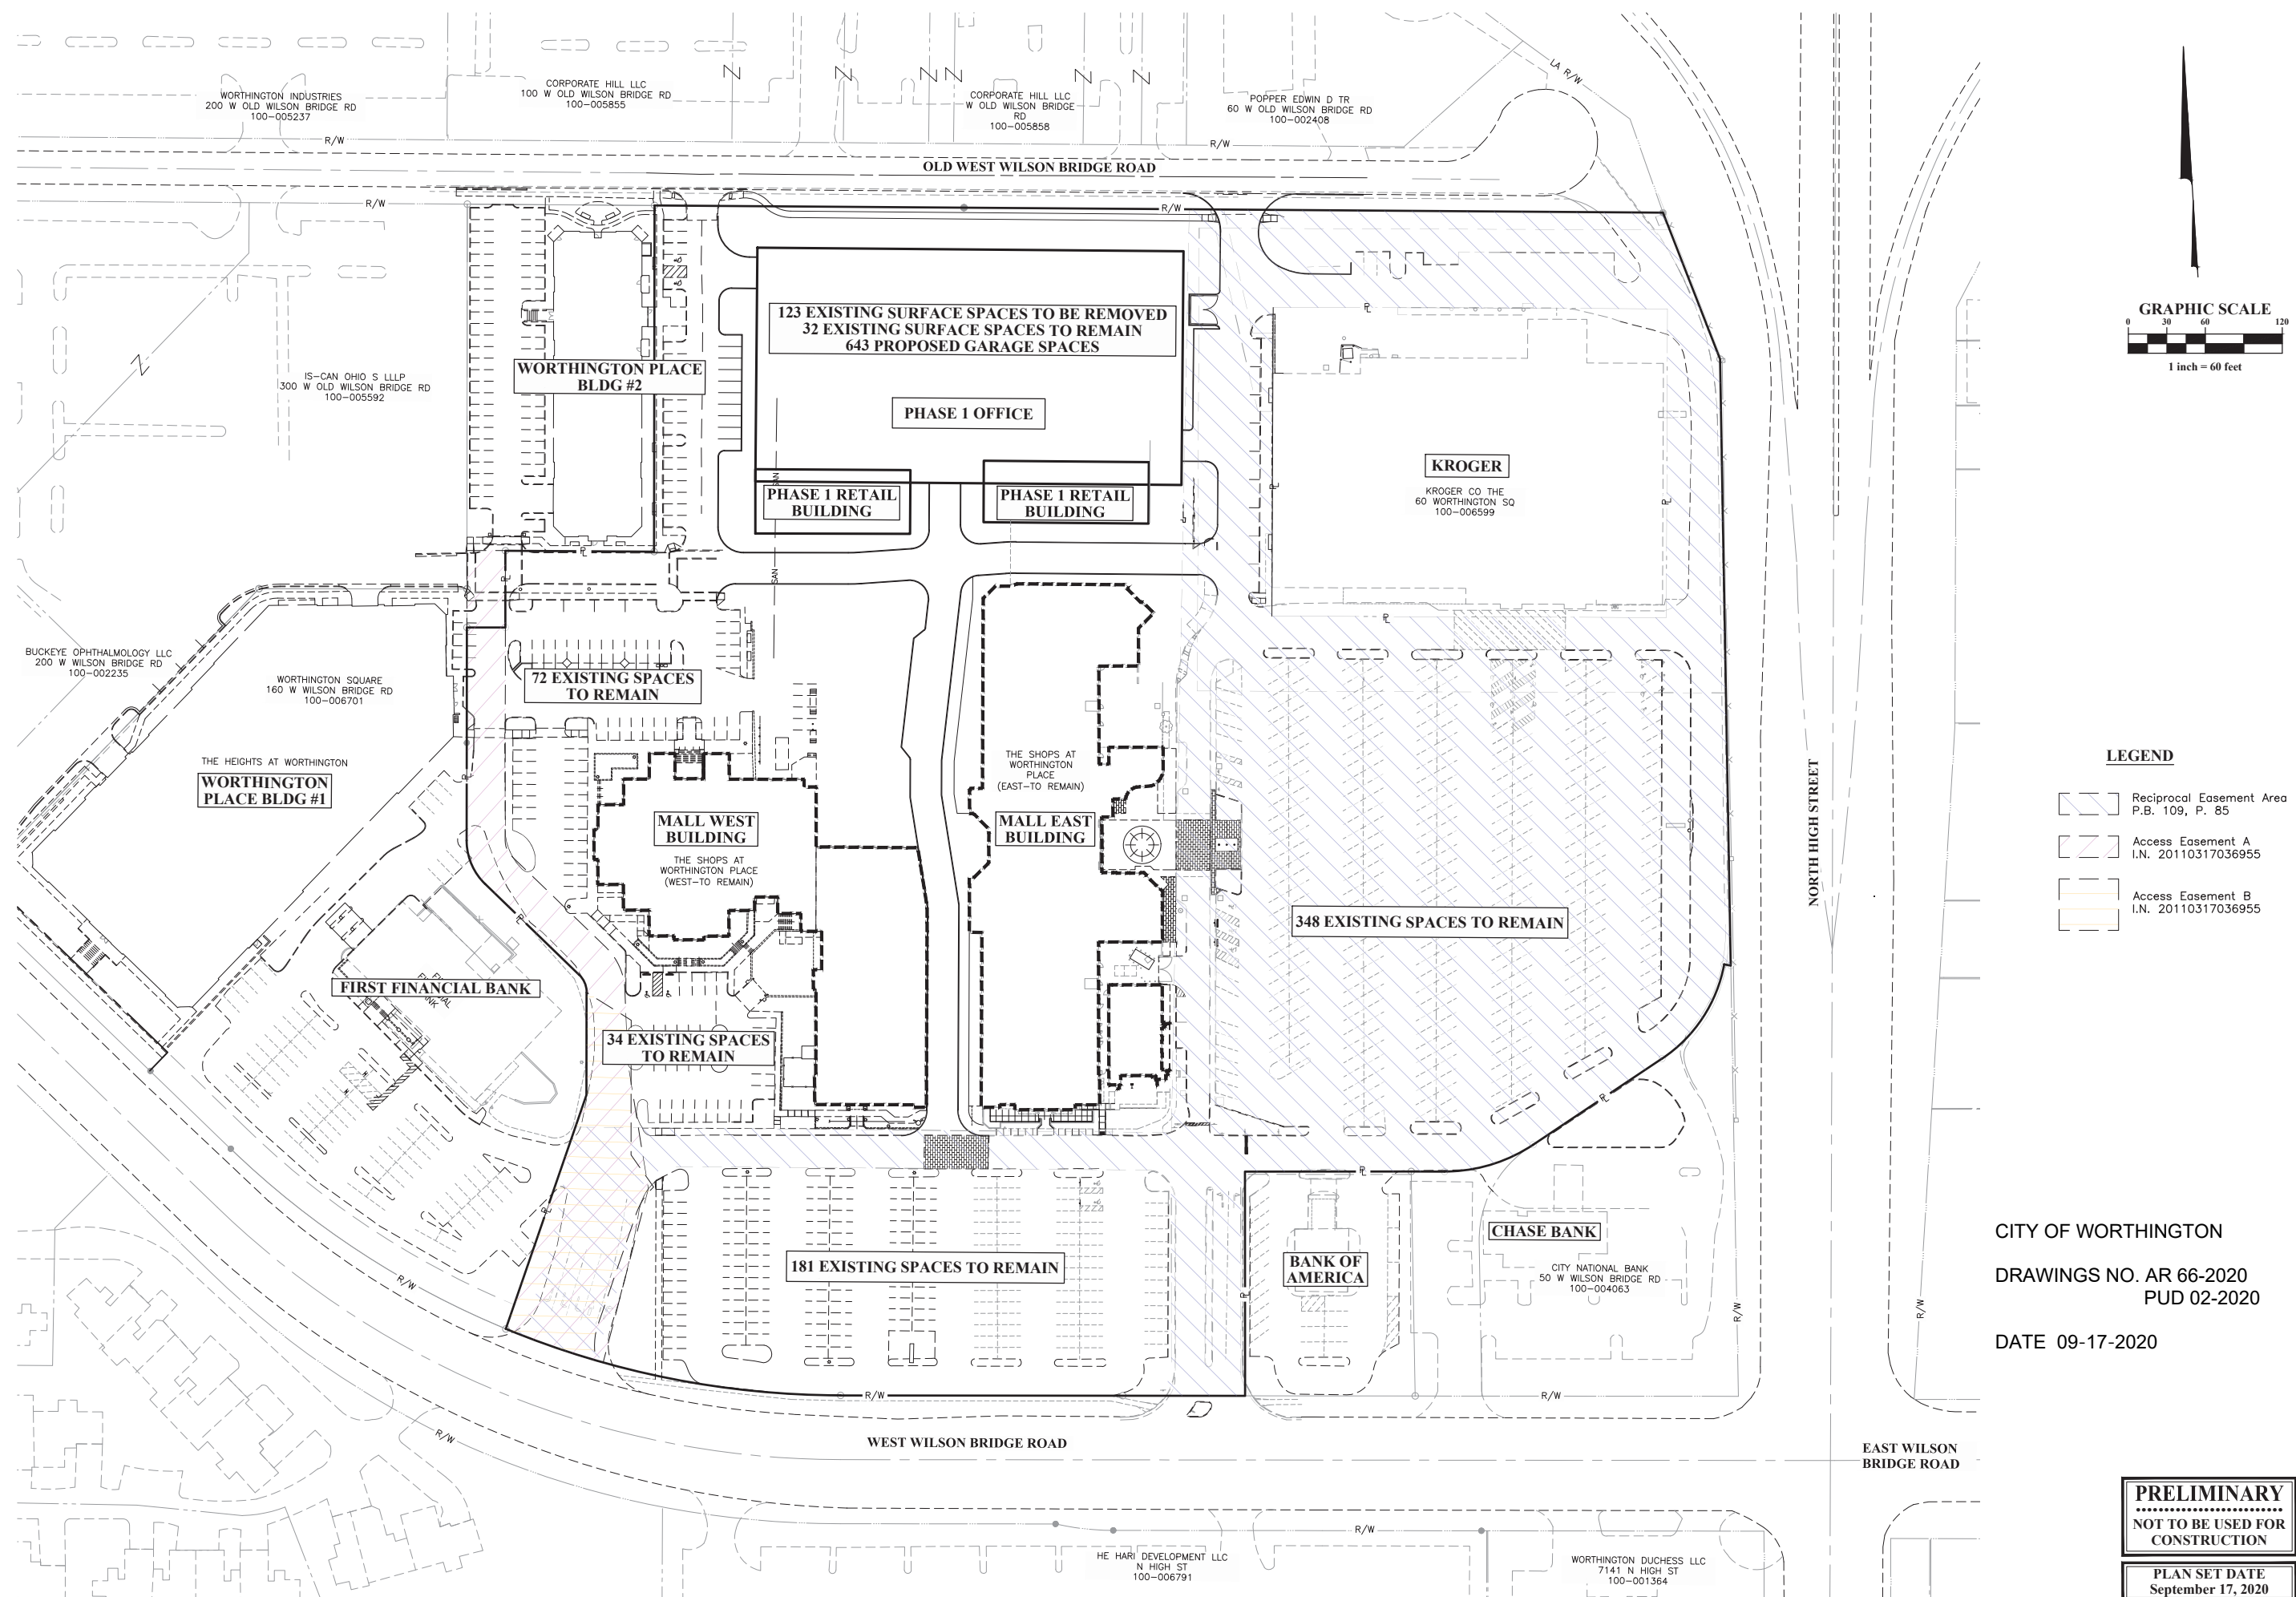 WORTHINGTON INDUSTRIES
200 W OLD WILSON BRIDGE RD
100-005237
CORPORATE HILL LLC
100 W OLD WILSON BRIDGE RD
100-005855
CORPORATE HILL LLC
W OLD WILSON BRIDGE
RD
100-005858
POPPER EDWIN D TR
60 W OLD WILSON BRIDGE RD
100-002408
LA R/W
R/W
R/W
OLD WEST WILSON BRIDGE ROAD
R/W
R/W
GRAPHIC SCALE
0 30 60 120
1 inch = 60 feet
123 EXISTING SURFACE SPACES TO BE REMOVED
32 EXISTING SURFACE SPACES TO REMAIN
643 PROPOSED GARAGE SPACES
WORTHINGTON PLACE
BLDG #2
IS-CAN OHIO S LLLP
300 W OLD WILSON BRIDGE RD
100-005592
PHASE 1 OFFICE
KROGER
KROGER CO THE
60 WORTHINGTON SQ
100-006599
SAN
PHASE 1 RETAIL
BUILDING
PHASE 1 RETAIL
BUILDING
SAN
BUCKEYE OPHTHALMOLOGY LLC
200 W WILSON BRIDGE RD
100-002235
WORTHINGTON SQUARE
160 W WILSON BRIDGE RD
100-006701
72 EXISTING SPACES
TO REMAIN
THE HEIGHTS AT WORTHINGTON
WORTHINGTON
PLACE BLDG #1
THE SHOPS AT
WORTHINGTON
PLACE
(EAST-TO REMAIN)
MALL EAST
BUILDING
MALL WEST
BUILDING
THE SHOPS AT
WORTHINGTON PLACE
(WEST-TO REMAIN)
NORTH HIGH STREET
LEGEND
Reciprocal Easement Area
P.B. 109, P. 85
Access Easement A
I.N. 20110317036955
Access Easement B
I.N. 20110317036955
348 EXISTING SPACES TO REMAIN
FIRST FINANCIAL BANK
34 EXISTING SPACES
TO REMAIN
181 EXISTING SPACES TO REMAIN
BANK OF
AMERICA
CHASE BANK
CITY NATIONAL BANK
50 W WILSON BRIDGE RD
100-004063
R/W
R/W
R/W
R/W
R/W
R/W
CITY OF WORTHINGTON
DRAWINGS NO. AR 66-2020
PUD 02-2020
DATE 09-17-2020
WEST WILSON BRIDGE ROAD
EAST WILSON
BRIDGE ROAD
R/W
HE HARI DEVELOPMENT LLC
N HIGH ST
100-006791
WORTHINGTON DUCHESS LLC
7141 N HIGH ST
100-001364
PRELIMINARY
NOT TO BE USED FOR
CONSTRUCTION
PLAN SET DATE
September 17, 2020